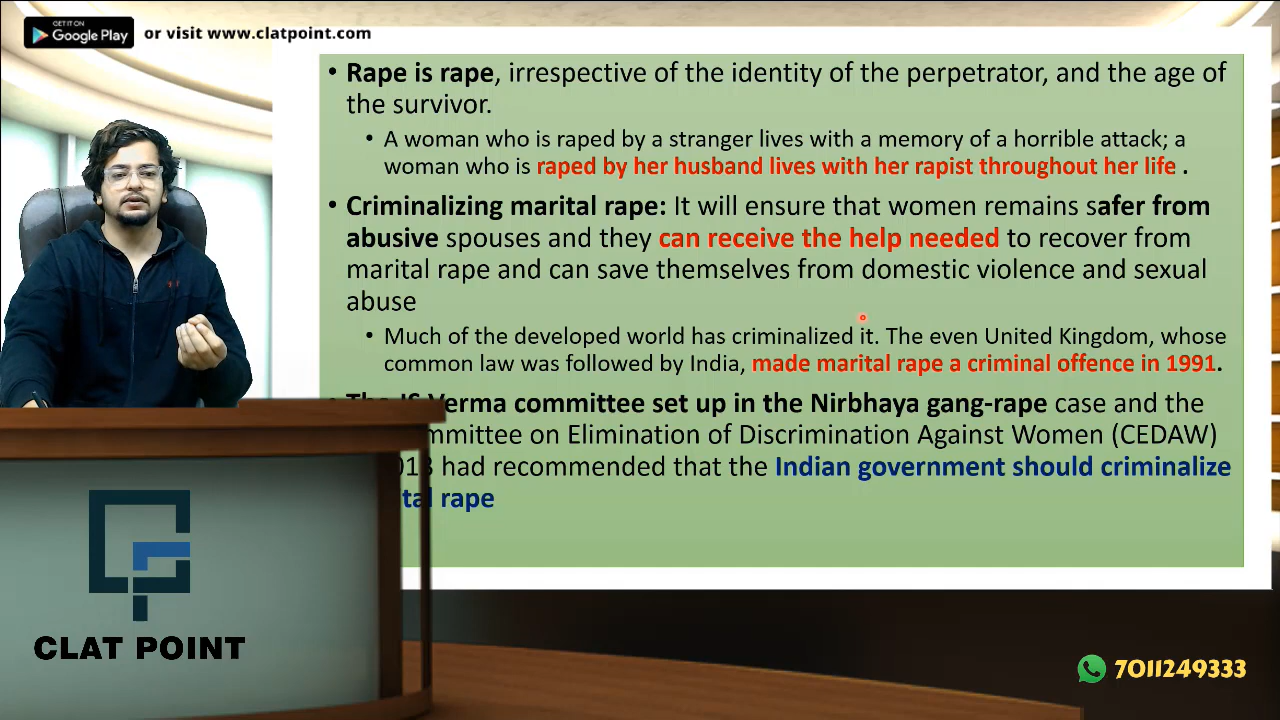 GET IT ON
Google Play
or visit www.clatpoint.com
• Rape is rape, irrespective of the identity of the perpetrator, and the age of
the survivor.
• A woman who is raped by a stranger lives with a memory of a horrible attack; a
woman who is raped by her husband lives with her rapist throughout her life .
• Criminalizing marital rape: It will ensure that women remains safer from
abusive spouses and they can receive the help needed to recover from
marital rape and can save themselves from domestic violence and sexual
abuse
• Much of the developed world has criminalized it. The even United Kingdom, whose
common law was followed by India, made marital rape a criminal offence in 1991.
Verma committee set up in the Nirbhaya gang-rape case and the
on Elimination of Discrimination Against Women (CEDAW)
had recommended that the Indian government should criminalize
rape
CLAT POINT
7011249333